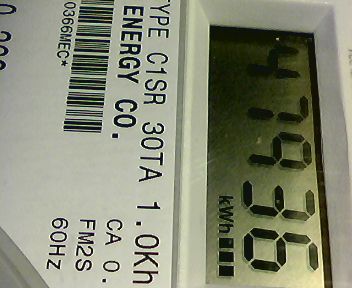 47936
kWh
TYPE C1SR 30TA 1.0Kh
ENERGY CO.
CA 0.
FM2S
60HZ
0366MEC*